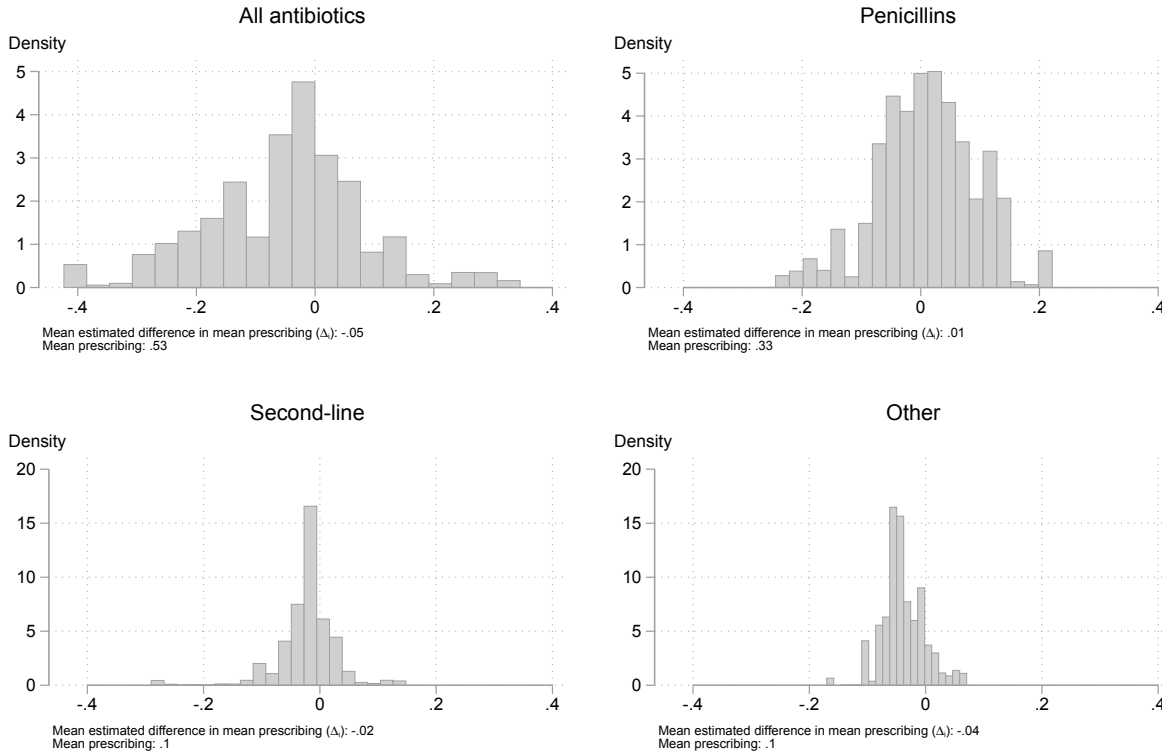 All antibiotics
Density
5
4
3
2
1
0
-.4
-.2
0
.2
.4
Mean estimated difference in mean prescribing (Δᵢ): -.05
Mean prescribing: .53
Penicillins
Density
5
4
3
2
1
0
-.4
-.2
0
.2
.4
Mean estimated difference in mean prescribing (Δᵢ): .01
Mean prescribing: .33
Second-line
Density
20
15
10
5
0
-.4
-.2
0
.2
.4
Mean estimated difference in mean prescribing (Δᵢ): -.02
Mean prescribing: .1
Other
Density
20
15
10
5
0
-.4
-.2
0
.2
.4
Mean estimated difference in mean prescribing (Δᵢ): -.04
Mean prescribing: .1